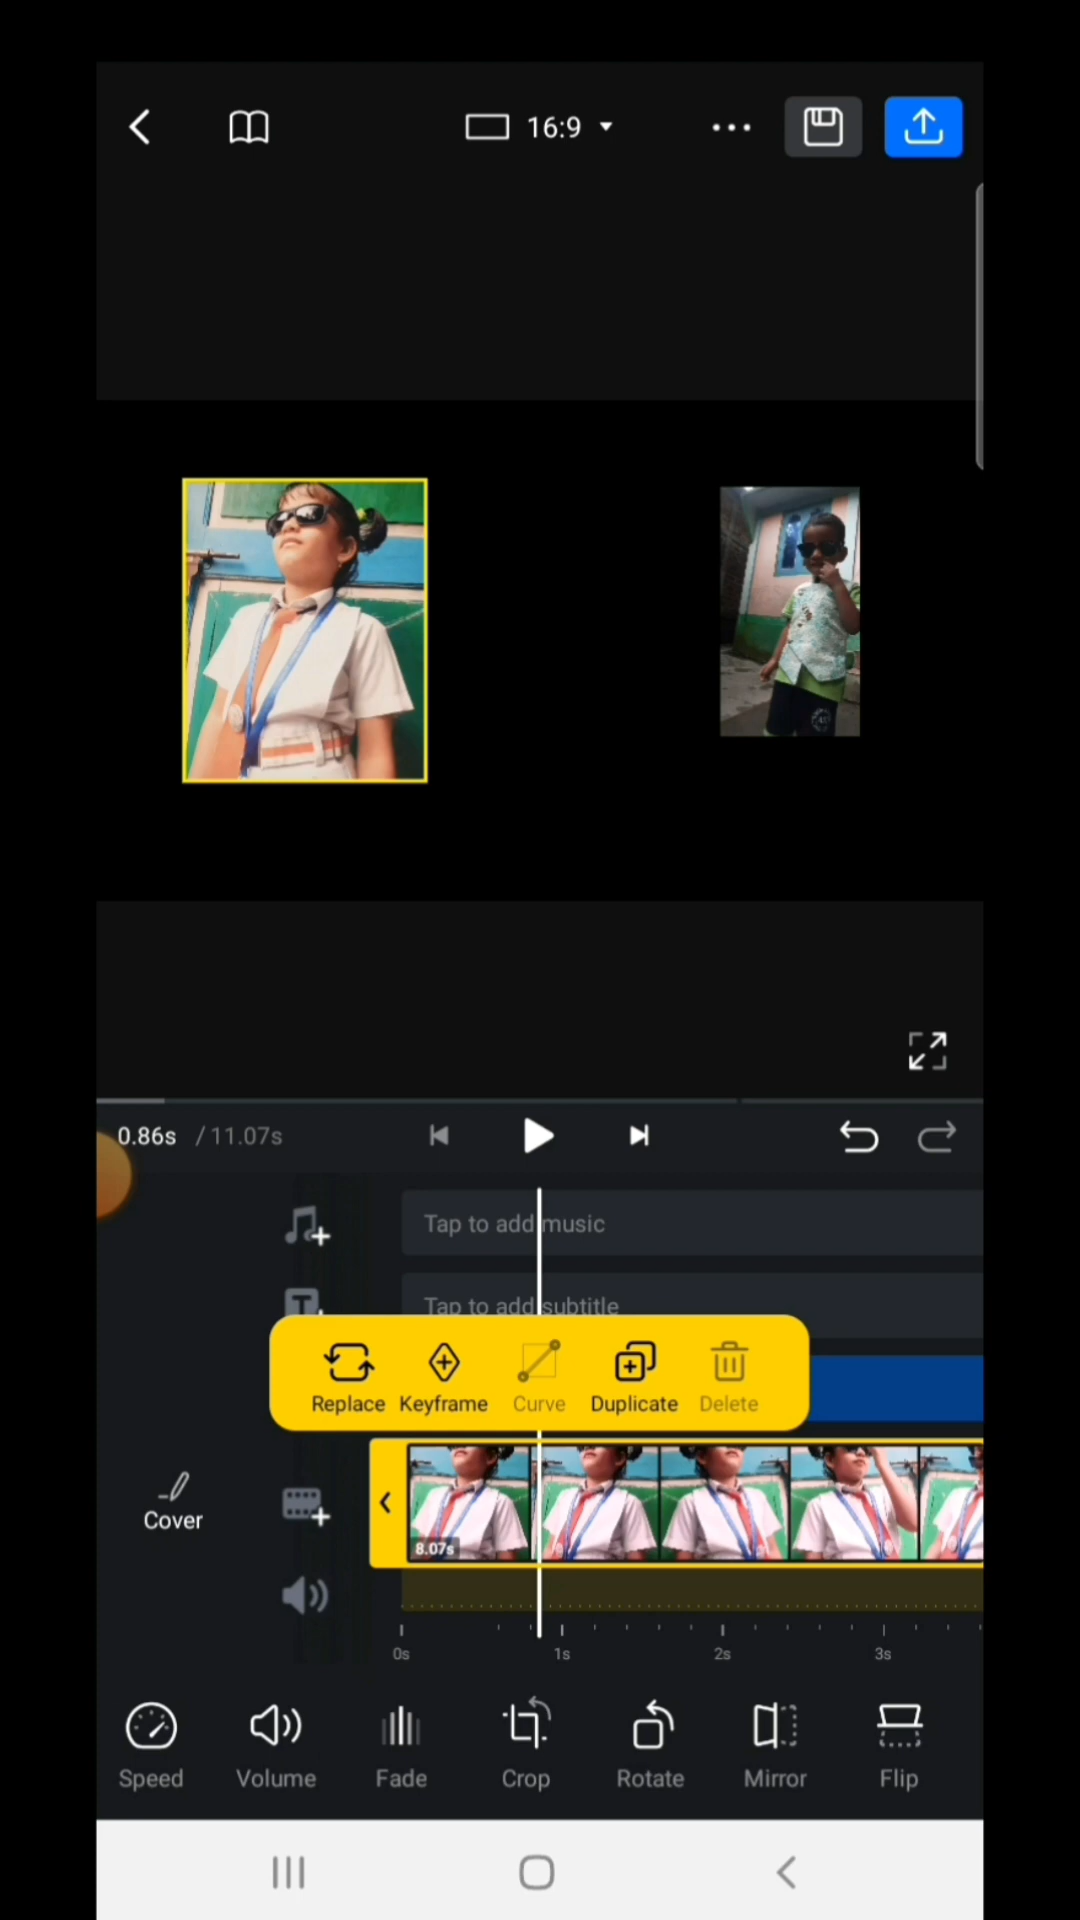 16:9
0.86s / 11.07s
Tap to add music
Tap to add subtitle
Replace Keyframe Curve Duplicate Delete
Cover
8.07s
0s 1s 2s 3s
Speed Volume Fade Crop Rotate Mirror Flip